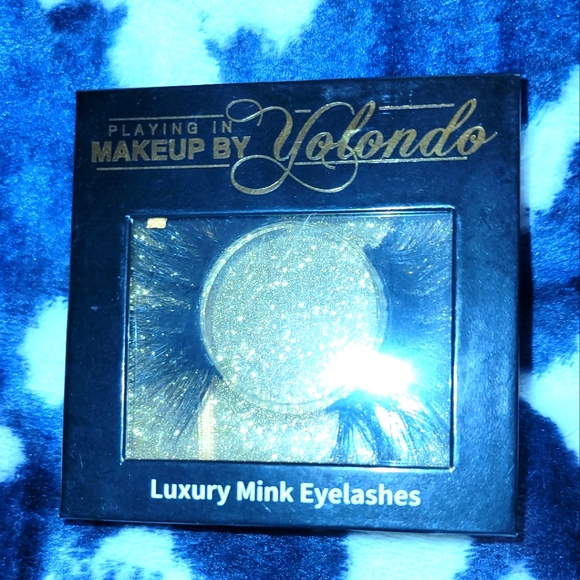 PLAYING IN
MAKEUP BY Yolondo
Luxury Mink Eyelashes